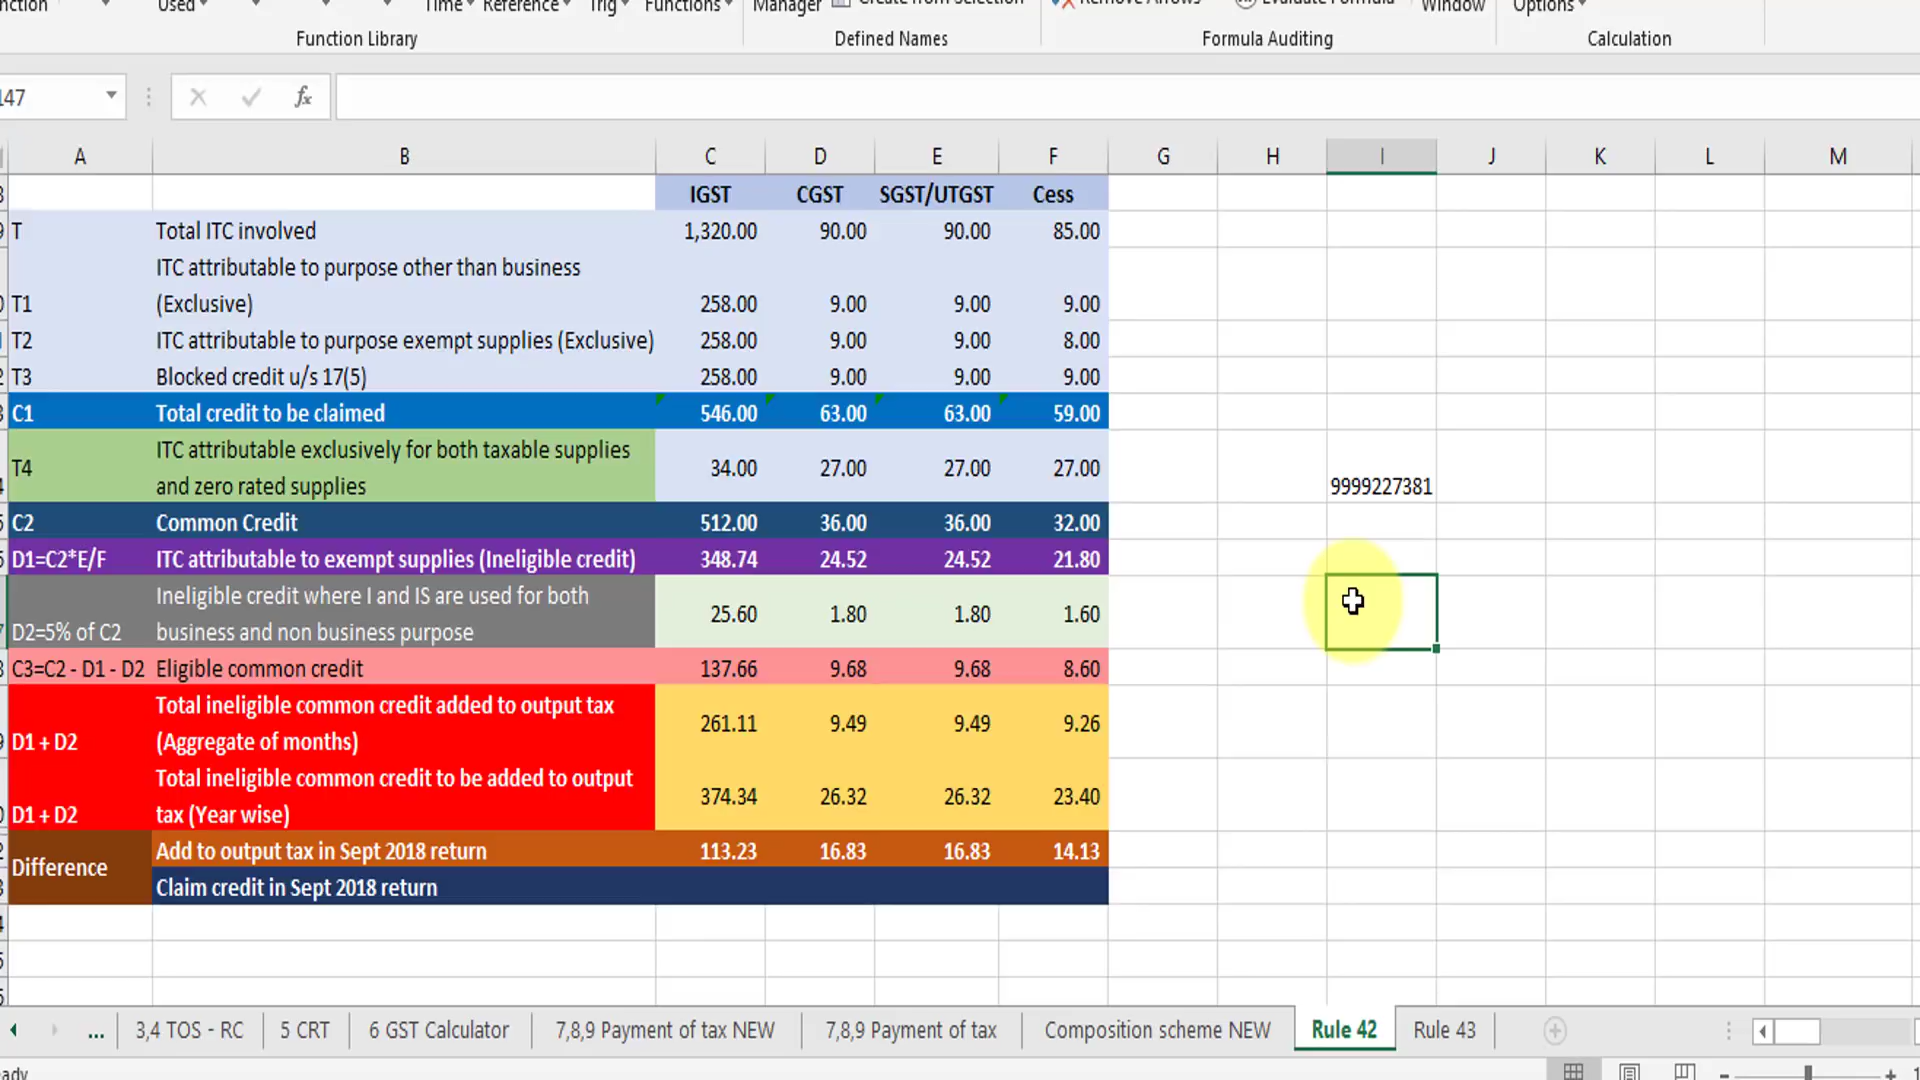 nction Used Time Reference Trig Functions Manager Create from Selection Remove Arrows Evaluate Formula Window Options
Function Library Defined Names Formula Auditing Calculation
147 fx
A B C D E F G H I J K L M
IGST CGST SGST/UTGST Cess
T Total ITC involved 1,320.00 90.00 90.00 85.00
ITC attributable to purpose other than business
T1 (Exclusive) 258.00 9.00 9.00 9.00
T2 ITC attributable to purpose exempt supplies (Exclusive) 258.00 9.00 9.00 8.00
T3 Blocked credit u/s 17(5) 258.00 9.00 9.00 9.00
C1 Total credit to be claimed 546.00 63.00 63.00 59.00
ITC attributable exclusively for both taxable supplies
T4 34.00 27.00 27.00 27.00
and zero rated supplies 9999227381
C2 Common Credit 512.00 36.00 36.00 32.00
D1=C2*E/F ITC attributable to exempt supplies (Ineligible credit) 348.74 24.52 24.52 21.80
Ineligible credit where I and IS are used for both
25.60 1.80 1.80 1.60
D2=5% of C2 business and non business purpose
C3=C2 - D1 - D2 Eligible common credit 137.66 9.68 9.68 8.60
Total ineligible common credit added to output tax
261.11 9.49 9.49 9.26
D1 + D2 (Aggregate of months)
Total ineligible common credit to be added to output
374.34 26.32 26.32 23.40
D1 + D2 tax (Year wise)
Add to output tax in Sept 2018 return 113.23 16.83 16.83 14.13
Difference
Claim credit in Sept 2018 return
... 3,4 TOS - RC 5 CRT 6 GST Calculator 7,8,9 Payment of tax NEW 7,8,9 Payment of tax Composition scheme NEW Rule 42 Rule 43